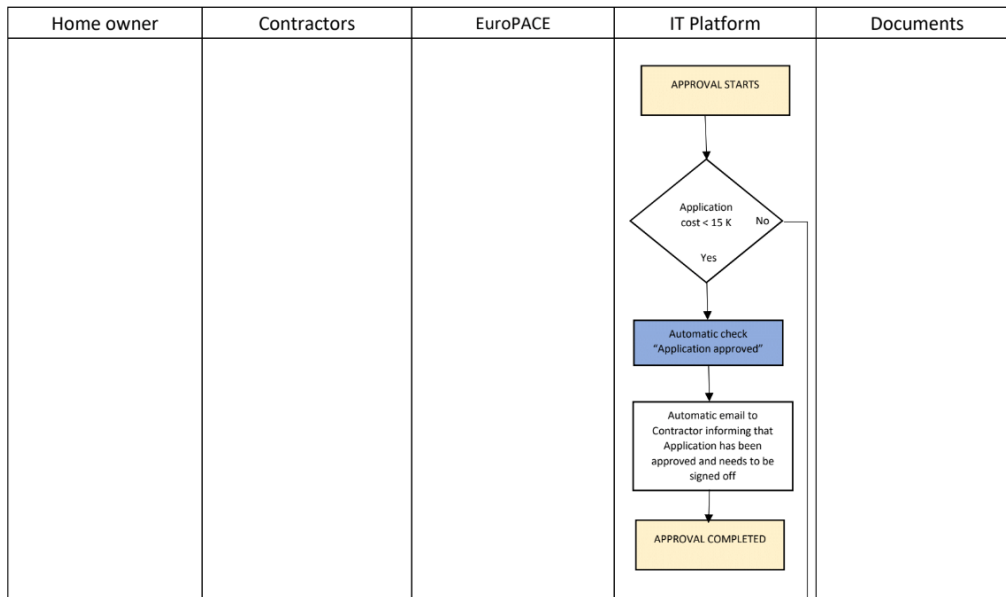 Home owner
Contractors
EuroPACE
IT Platform
Documents
APPROVAL STARTS
Application
cost < 15 K
No
Yes
Automatic check
“Application approved”
Automatic email to
Contractor informing that
Application has been
approved and needs to be
signed off
APPROVAL COMPLETED